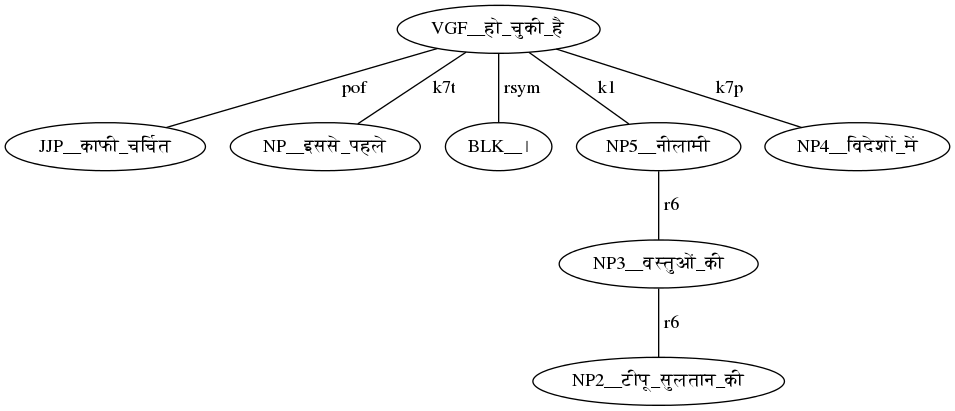 VGF__हो_चुकी_है
pof k7t rsym k1 k7p
JJP__काफी_चर्चित NP__इससे_पहले BLK__। NP5__नीलामी NP4__विदेशों_में
r6
NP3__वस्तुओं_की
r6
NP2__टीपू_सुलतान_की